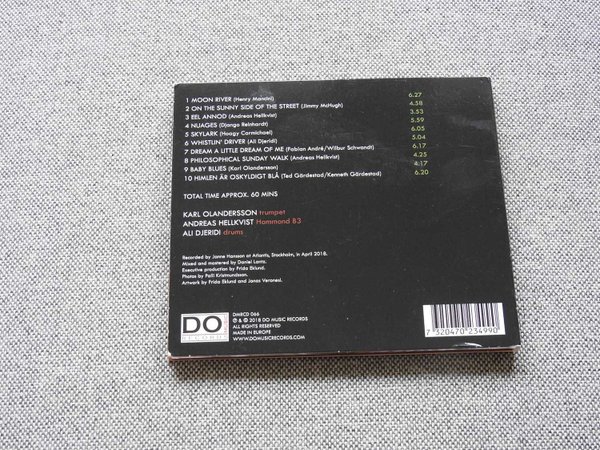 1 MOON RIVER (Henry Mancini) 6.27
2 ON THE SUNNY SIDE OF THE STREET (Jimmy McHugh) 4.58
3 EEL ANNOD (Andreas Hellkvist) 3.53
4 NUAGES (Django Reinhardt) 5.59
5 SKYLARK (Hoagy Carmichael) 6.05
6 WHISTLIN' DRIVER (Ali Djeridi) 5.04
7 DREAM A LITTLE DREAM OF ME (Fabian André/Wilbur Schwandt) 6.17
8 PHILOSOPHICAL SUNDAY WALK (Andreas Hellkvist) 4.25
9 BABY BLUES (Karl Olandersson) 4:17
10 HIMLEN ÄR OSKYLDIGT BLÅ (Ted Gärdestad/Kenneth Gärdestad) 6.20
TOTAL TIME APPROX. 60 MINS
KARL OLANDERSSON trumpet
ANDREAS HELLKVIST Hammond B3
ALI DJERIDI drums
Recorded by Janne Hansson at Atlantis, Stockholm, in April 2018.
Mixed and mastered by Daniel Lantz.
Executive production by Frida Eklund.
Photos by Palli Kristmundsson.
Artwork by Frida Eklund and Jonas Veronesi.
DO
MUSIC
RECORDS
DMRCD 066
℗ & © 2018 DO MUSIC RECORDS
ALL RIGHTS RESERVED
MADE IN EUROPE
WWW.DOMUSICRECORDS.COM
7 320470 234990